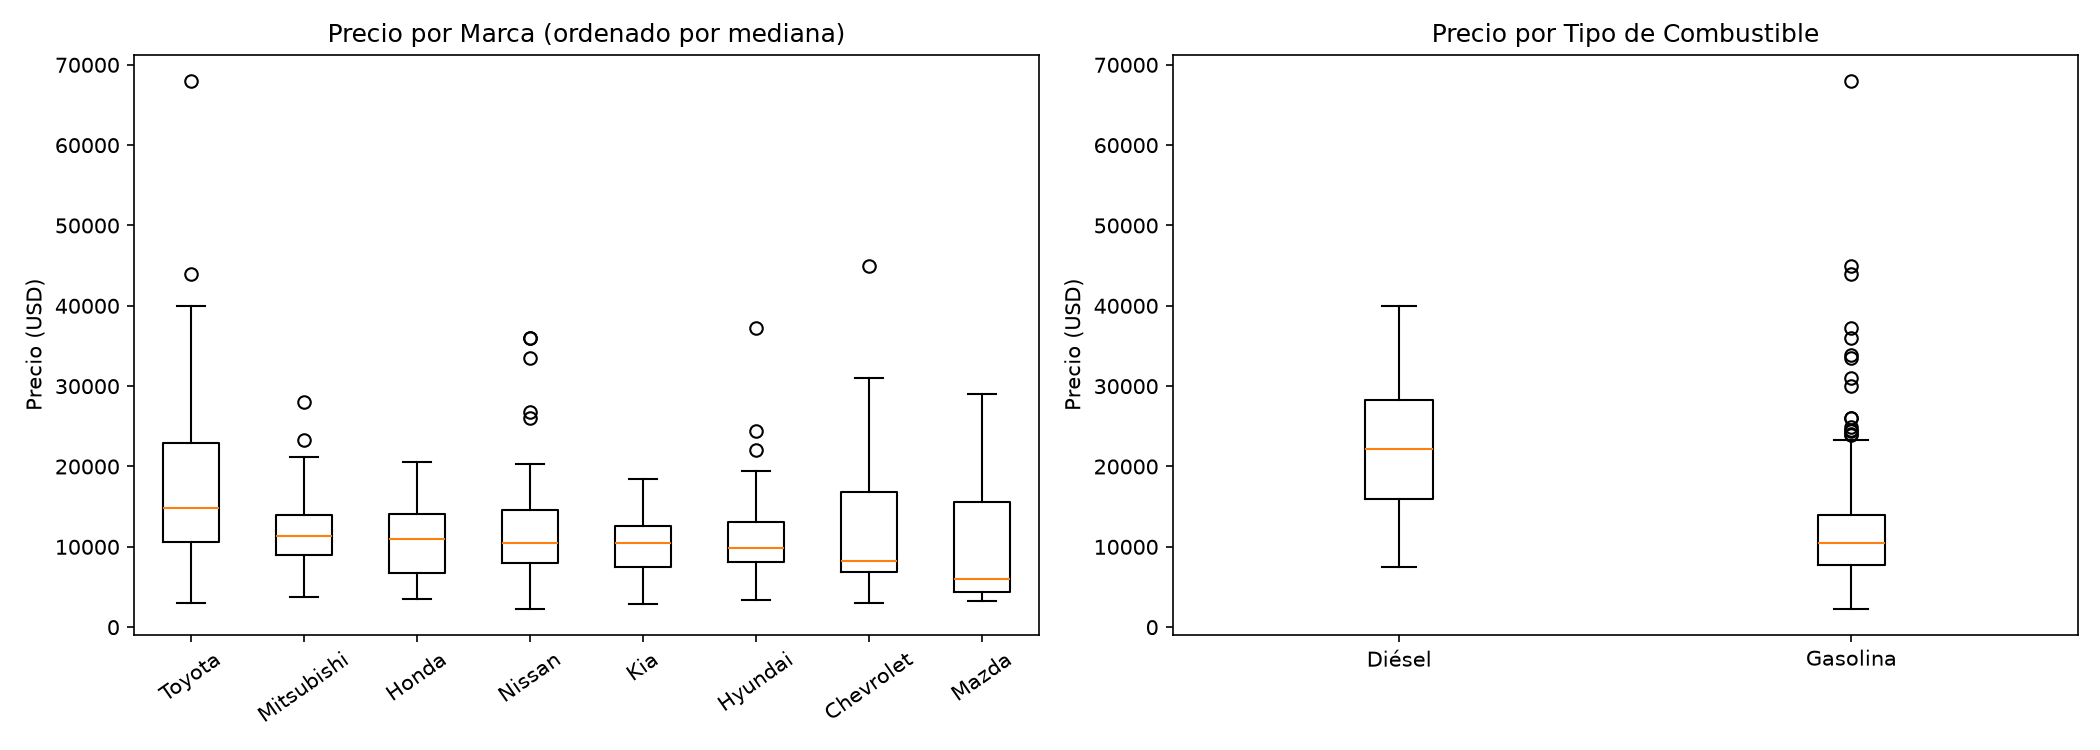 Precio por Marca (ordenado por mediana)
Precio (USD)
70000
60000
50000
40000
30000
20000
10000
0
Toyota
Mitsubishi
Honda
Nissan
Kia
Hyundai
Chevrolet
Mazda
Precio por Tipo de Combustible
Precio (USD)
70000
60000
50000
40000
30000
20000
10000
0
Diésel
Gasolina